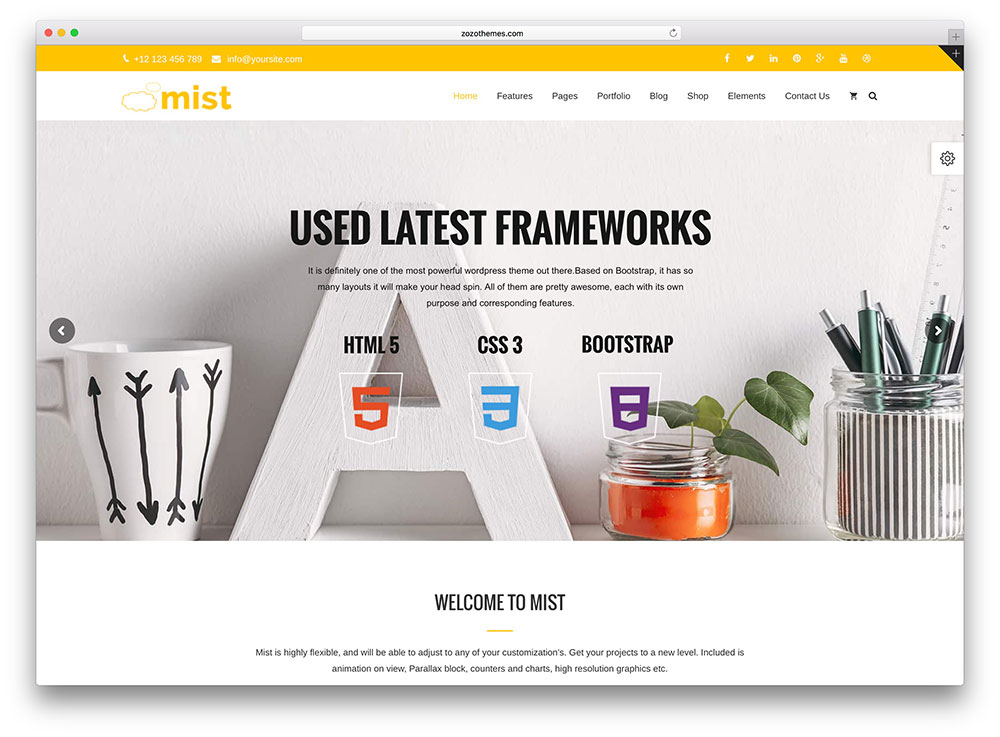 zozothemes.com
+12 123 456 789 info@yoursite.com
mist
Home Features Pages Portfolio Blog Shop Elements Contact Us
USED LATEST FRAMEWORKS
It is definitely one of the most powerful wordpress theme out there.Based on Bootstrap, it has so
many layouts it will make your head spin. All of them are pretty awesome, each with its own
purpose and corresponding features.
HTML 5 CSS 3 BOOTSTRAP
WELCOME TO MIST
Mist is highly flexible, and will be able to adjust to any of your customization's. Get your projects to a new level. Included is
animation on view, Parallax block, counters and charts, high resolution graphics etc.